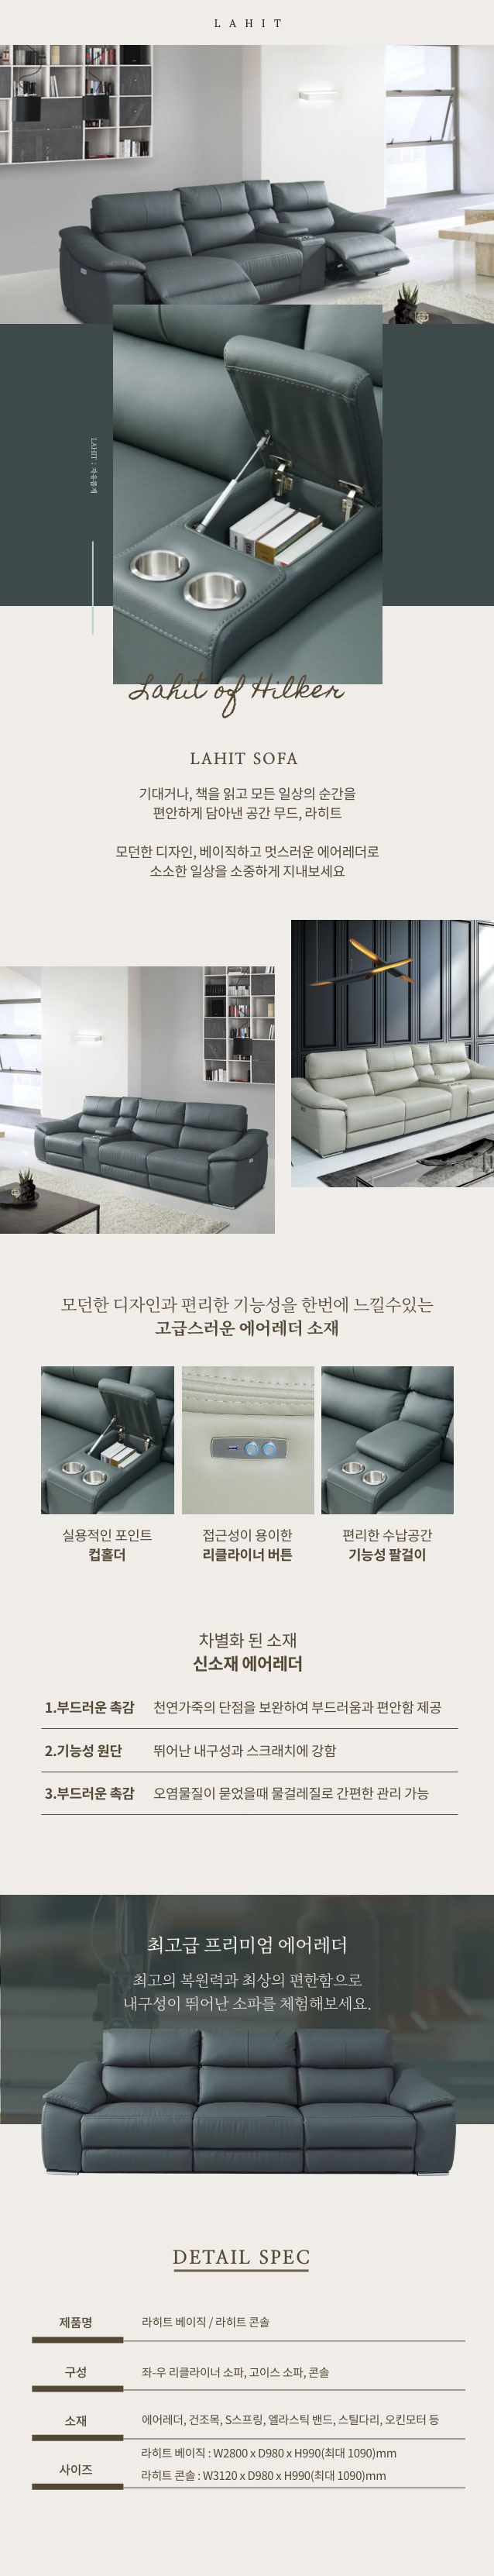 LAHIT
LAHIT : 자유롭게
Lahit of Hilker
LAHIT SOFA
기대거나, 책을 읽고 모든 일상의 순간을
편안하게 담아낸 공간 무드, 라히트
모던한 디자인, 베이직하고 멋스러운 에어레더로
소소한 일상을 소중하게 지내보세요
모던한 디자인과 편리한 기능성을 한번에 느낄수있는
고급스러운 에어레더 소재
실용적인 포인트
컵홀더
접근성이 용이한
리클라이너 버튼
편리한 수납공간
기능성 팔걸이
차별화 된 소재
신소재 에어레더
1.부드러운 촉감 천연가죽의 단점을 보완하여 부드러움과 편안함 제공
2.기능성 원단 뛰어난 내구성과 스크래치에 강함
3.부드러운 촉감 오염물질이 묻었을때 물걸레질로 간편한 관리 가능
최고급 프리미엄 에어레더
최고의 복원력과 최상의 편한함으로
내구성이 뛰어난 소파를 체험해보세요.
DETAIL SPEC
제품명 라히트 베이직 / 라히트 콘솔
구성 좌-우 리클라이너 소파, 고이스 소파, 콘솔
소재 에어레더, 건조목, S스프링, 엘라스틱 밴드, 스틸다리, 오킨모터 등
사이즈 라히트 베이직 : W2800 x D980 x H990(최대 1090)mm
라히트 콘솔 : W3120 x D980 x H990(최대 1090)mm